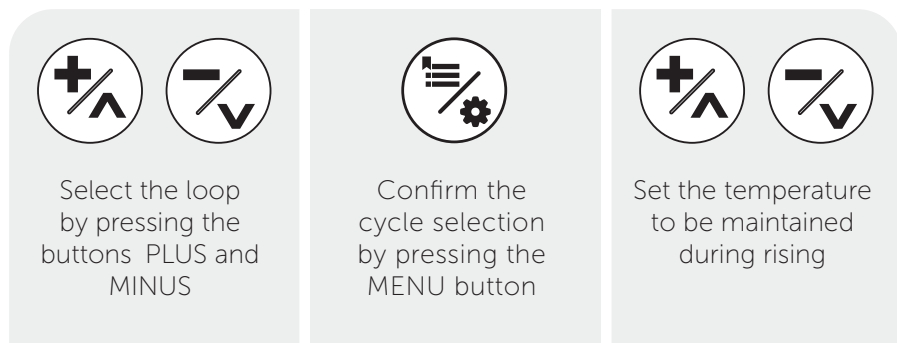 Select the loop
by pressing the
buttons PLUS and
MINUS
Confirm the
cycle selection
by pressing the
MENU button
Set the temperature
to be maintained
during rising